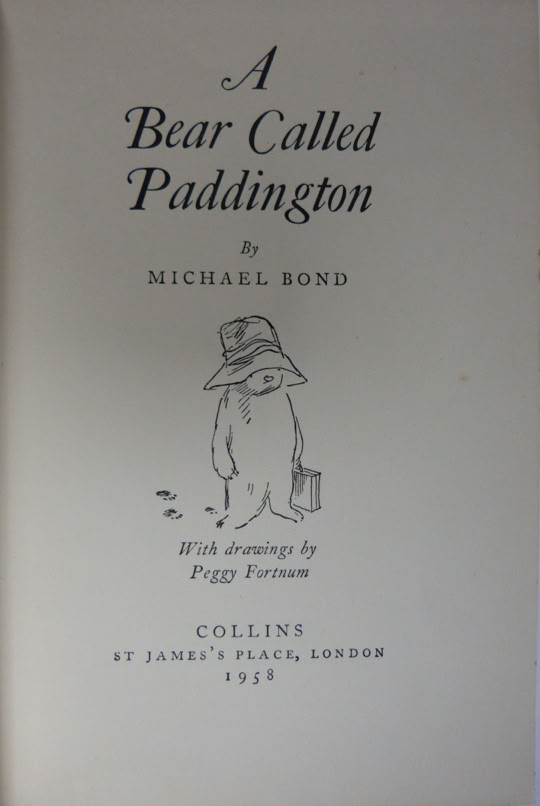 A
Bear Called
Paddington
By
MICHAEL BOND
With drawings by
Peggy Fortnum
COLLINS
ST JAMES'S PLACE, LONDON
1958